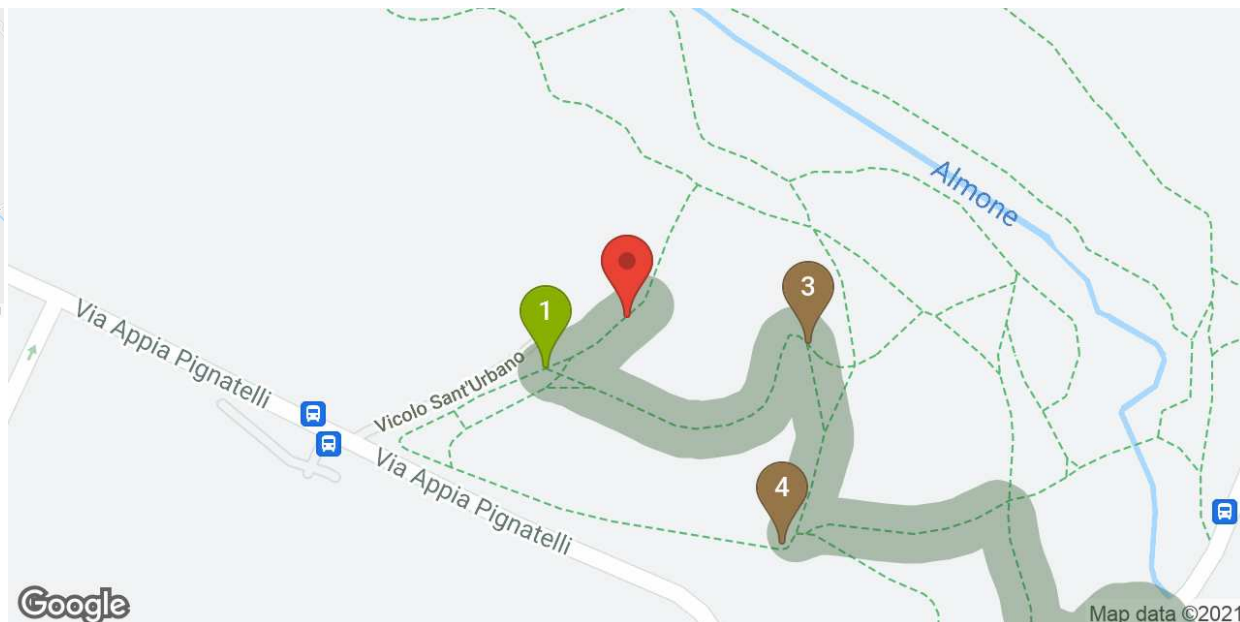 Almone
3
1
Via Appia Pignatelli
Vicolo Sant'Urbano
Via Appia Pignatelli
4
Google
Map data ©2021